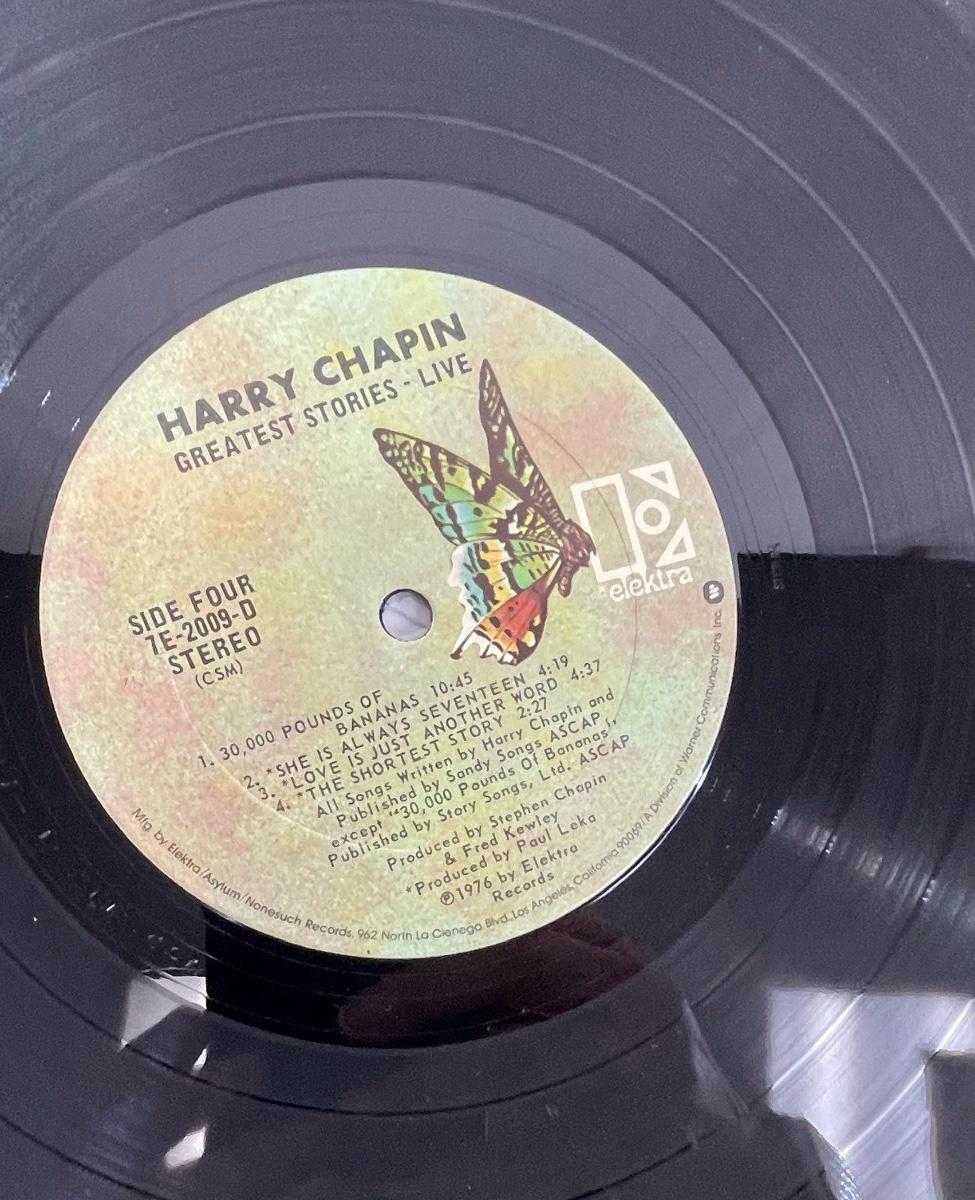 HARRY CHAPIN
GREATEST STORIES - LIVE
elektra
SIDE FOUR
7E-2009-D
STEREO
(CSM)
1. 30,000 POUNDS OF
BANANAS 10:45
2. *SHE IS ALWAYS SEVENTEEN 4:19
3. *LOVE IS JUST ANOTHER WORD 4:37
4. *THE SHORTEST STORY 2:27
All Songs Written by Harry Chapin and
Published by Sandy Songs ASCAP,
except "30,000 Pounds Of Bananas",
Published by Story Songs, Ltd. ASCAP
Produced by Stephen Chapin
& Fred Kewley
*Produced by Paul Leka
℗1976 by Elektra
Records
Mfg. by Elektra/Asylum/Nonesuch Records, 962 North La Cienega Blvd., Los Angeles, California 90069/A Division of Warner Communications Inc.